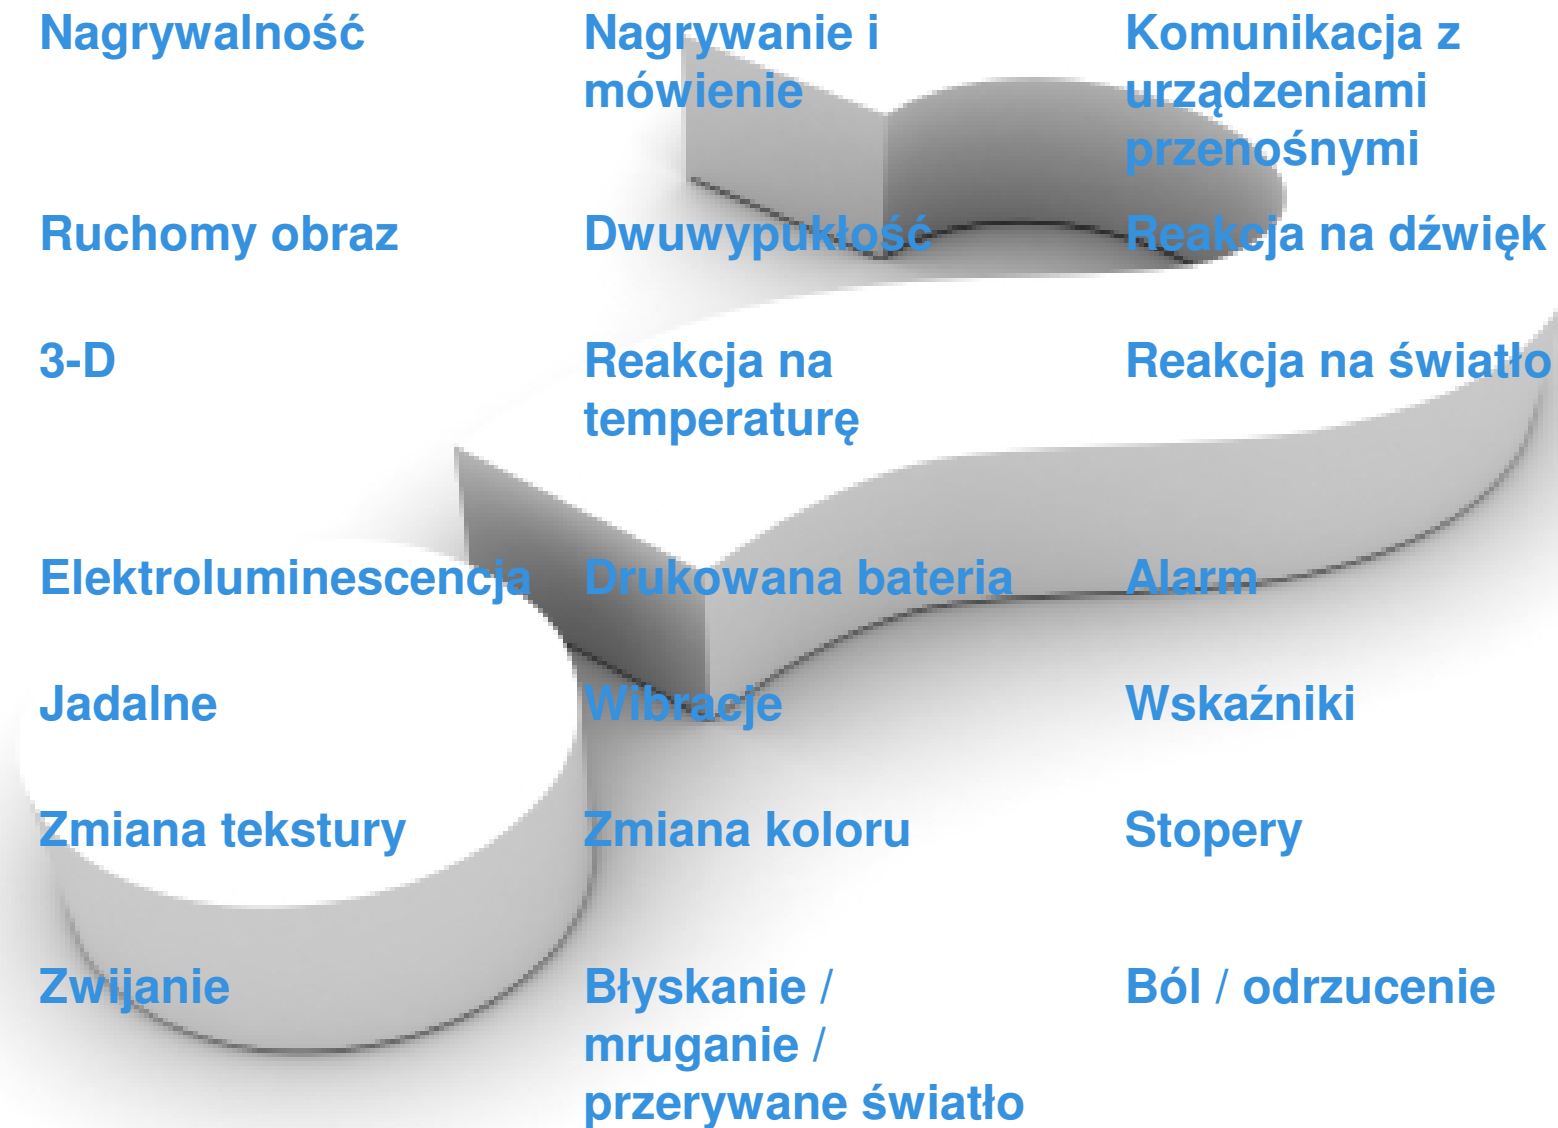 Nagrywalność
Nagrywanie i
mówienie
Komunikacja z
urządzeniami
przenośnymi
Ruchomy obraz
Dwuwypukłość
Reakcja na dźwięk
3-D
Reakcja na
temperaturę
Reakcja na światło
Elektroluminescencja
Drukowana bateria
Alarm
Jadalne
Wibracje
Wskaźniki
Zmiana tekstury
Zmiana koloru
Stopery
Zwijanie
Błyskanie /
mruganie /
przerywane światło
Ból / odrzucenie